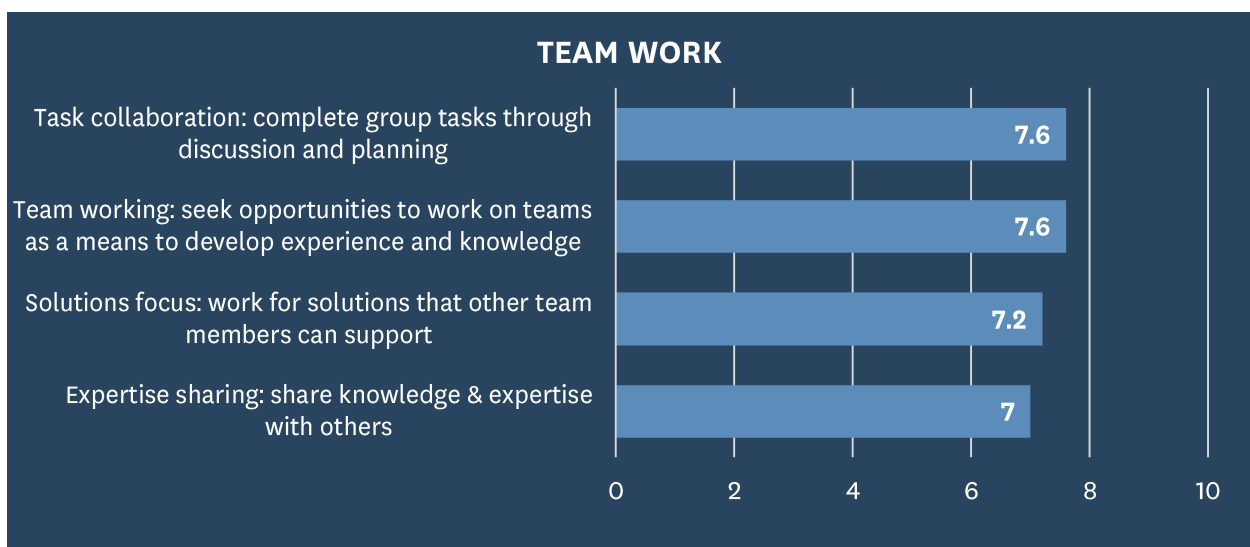 TEAM WORK
Task collaboration: complete group tasks through
discussion and planning
7.6
Team working: seek opportunities to work on teams
as a means to develop experience and knowledge
7.6
Solutions focus: work for solutions that other team
members can support
7.2
Expertise sharing: share knowledge & expertise
with others
7
0 2 4 6 8 10